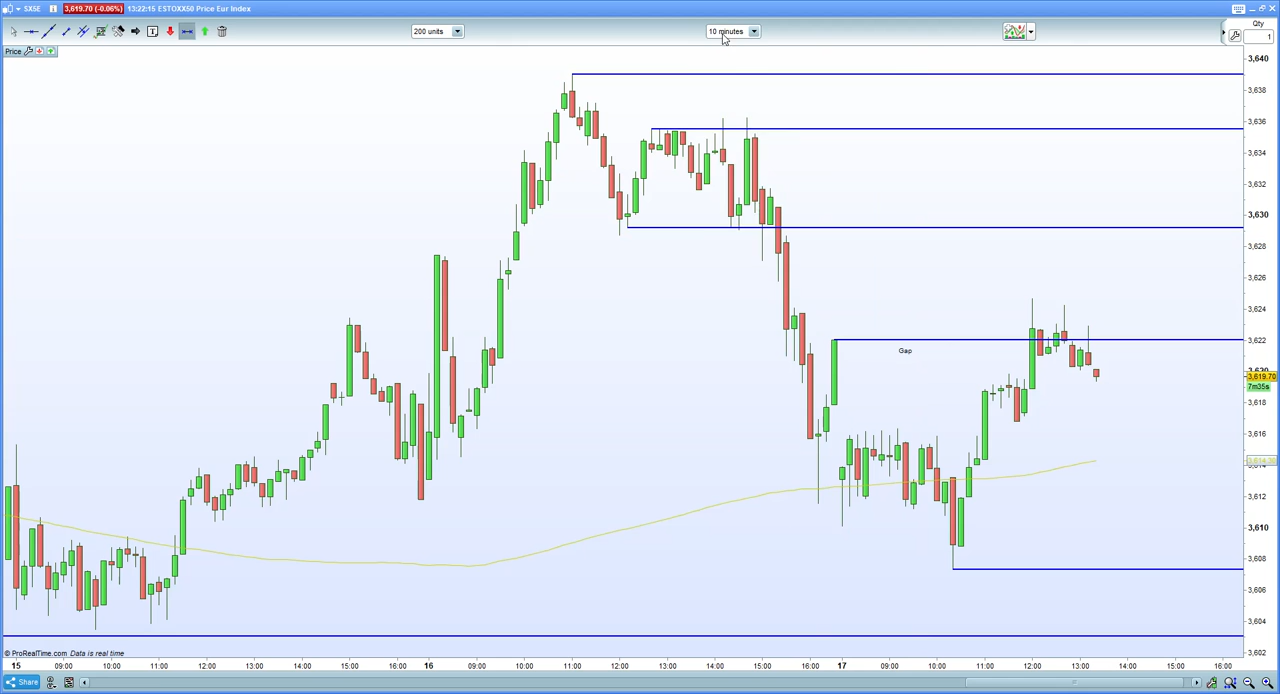 SX5E
3,619.70 (-0.06%)
13:22:15 ESTOXX50 Price Eur Index
200 units
10 minutes
Qty
1
Price
3,640
3,638
3,636
3,634
3,632
3,630
3,628
3,626
3,624
3,622
3,619.70
7m35s
3,618
3,616
3,612
3,610
3,608
3,606
3,604
3,602
Gap
© ProRealTime.com Data is real time
15 09:00 10:00 11:00 12:00 13:00 14:00 15:00 16:00 16 09:00 10:00 11:00 12:00 13:00 14:00 15:00 16:00 17 09:00 10:00 11:00 12:00 13:00 14:00 15:00 16:00
Share